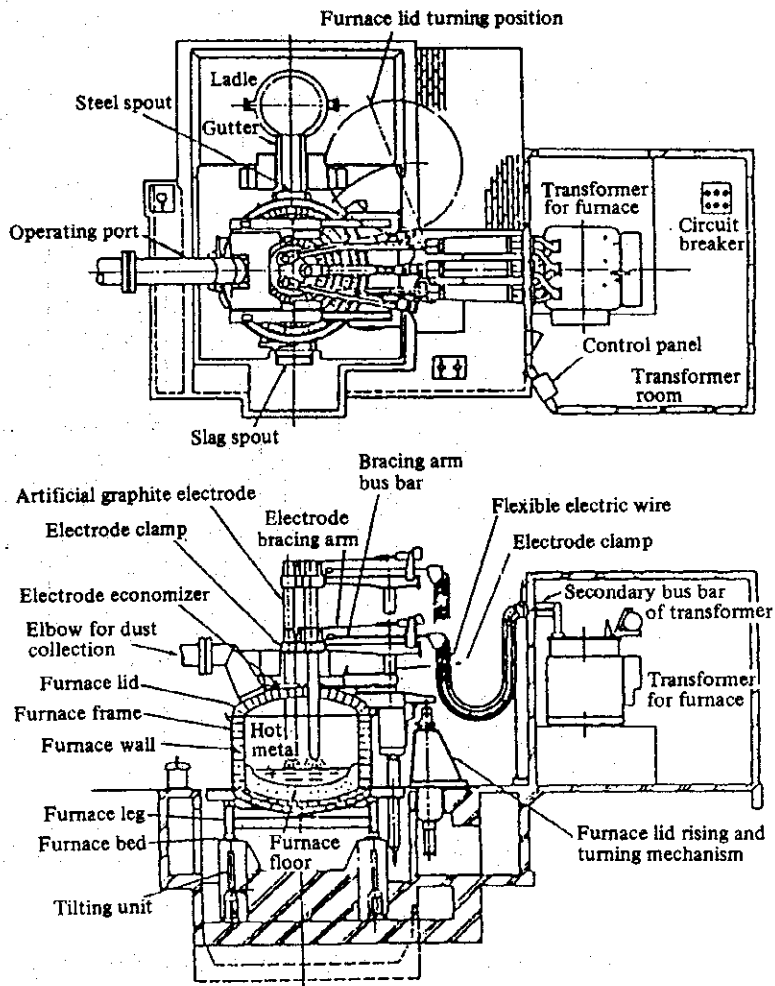 Furnace lid turning position
Ladle
Steel spout
Gutter
Transformer
for furnace
Circuit
breaker
Operating port
Control panel
Transformer
room
Slag spout
Bracing arm
bus bar
Artificial graphite electrode
Flexible electric wire
Electrode clamp
Electrode
bracing arm
Electrode clamp
Electrode economizer
Secondary bus bar
of transformer
Elbow for dust
collection
Furnace lid
Transformer
for furnace
Furnace frame
Hot
metal
Furnace wall
Furnace leg
Furnace bed
Furnace
floor
Furnace lid rising and
turning mechanism
Tilting unit